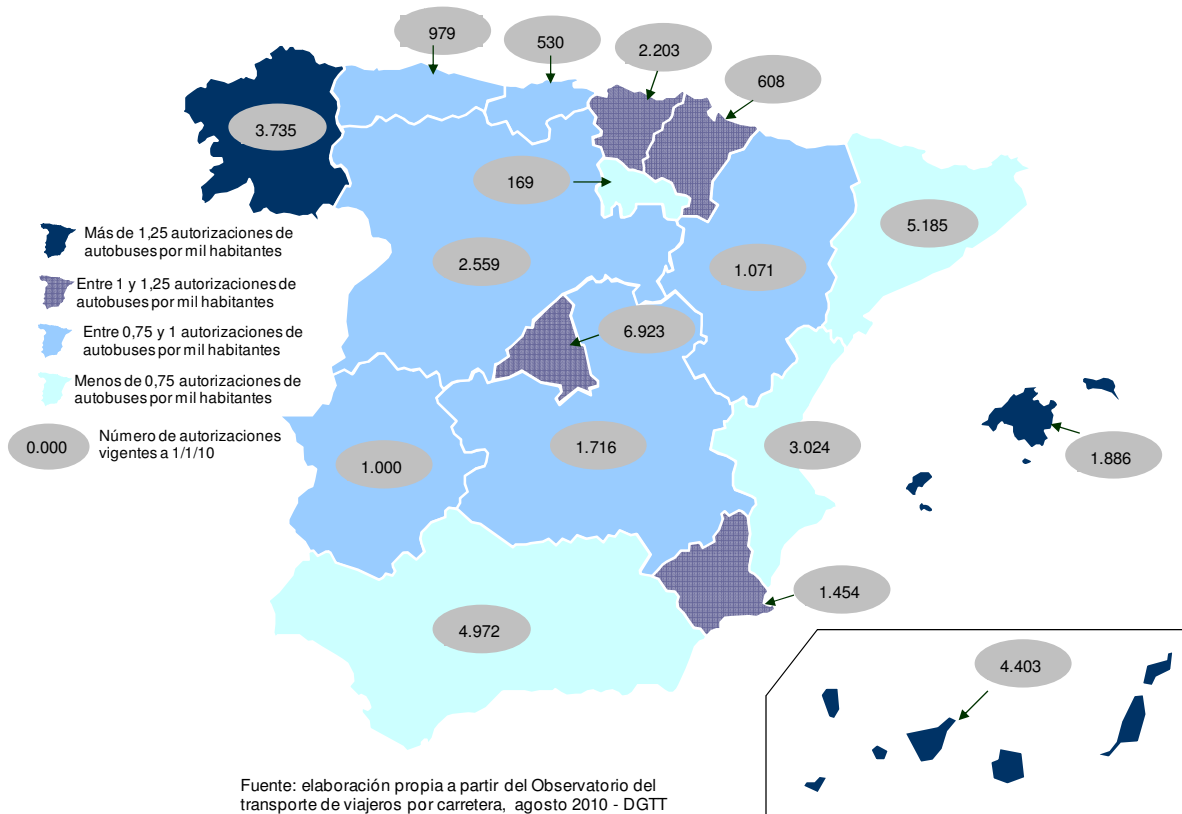 979
530
2.203
608
3.735
169
5.185
2.559
1.071
6.923
Más de 1,25 autorizaciones de
autobuses por mil habitantes
Entre 1 y 1,25 autorizaciones de
autobuses por mil habitantes
Entre 0,75 y 1 autorizaciones de
autobuses por mil habitantes
Menos de 0,75 autorizaciones de
autobuses por mil habitantes
0.000
Número de autorizaciones
vigentes a 1/1/10
1.000
1.716
3.024
1.886
1.454
4.972
4.403
Fuente: elaboración propia a partir del Observatorio del
transporte de viajeros por carretera, agosto 2010 - DGTT